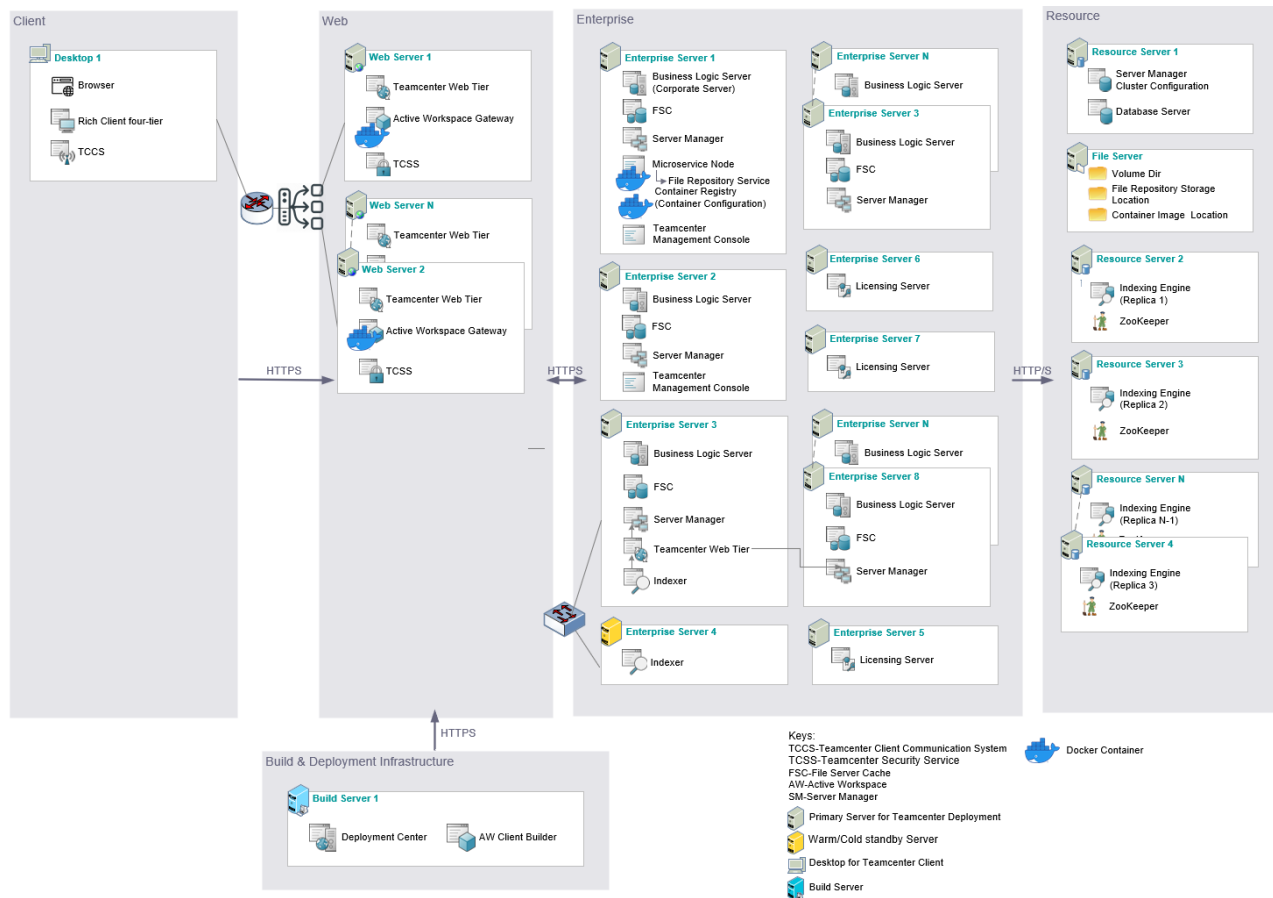 Client
Desktop 1
Browser
Rich Client four-tier
TCCS
HTTPS
Web
Web Server 1
Teamcenter Web Tier
Active Workspace Gateway
TCSS
Web Server N
Teamcenter Web Tier
Web Server 2
Teamcenter Web Tier
Active Workspace Gateway
TCSS
HTTPS
Enterprise
Enterprise Server 1
Business Logic Server
(Corporate Server)
FSC
Server Manager
Microservice Node
File Repository Service
Container Registry
(Container Configuration)
Teamcenter
Management Console
Enterprise Server 2
Business Logic Server
FSC
Server Manager
Teamcenter
Management Console
Enterprise Server 3
Business Logic Server
FSC
Server Manager
Teamcenter Web Tier
Indexer
Enterprise Server 4
Indexer
Enterprise Server N
Business Logic Server
Enterprise Server 3
Business Logic Server
FSC
Server Manager
Enterprise Server 6
Licensing Server
Enterprise Server 7
Licensing Server
Enterprise Server N
Business Logic Server
Enterprise Server 8
Business Logic Server
FSC
Server Manager
Enterprise Server 5
Licensing Server
HTTP/S
Resource
Resource Server 1
Server Manager
Cluster Configuration
Database Server
File Server
Volume Dir
File Repository Storage
Location
Container Image Location
Resource Server 2
Indexing Engine
(Replica 1)
ZooKeeper
Resource Server 3
Indexing Engine
(Replica 2)
ZooKeeper
Resource Server N
Indexing Engine
(Replica N-1)
Resource Server 4
Indexing Engine
(Replica 3)
ZooKeeper
HTTPS
Build & Deployment Infrastructure
Build Server 1
Deployment Center
AW Client Builder
Keys:
TCCS-Teamcenter Client Communication System
TCSS-Teamcenter Security Service
FSC-File Server Cache
AW-Active Workspace
SM-Server Manager
Primary Server for Teamcenter Deployment
Warm/Cold standby Server
Desktop for Teamcenter Client
Build Server
Docker Container